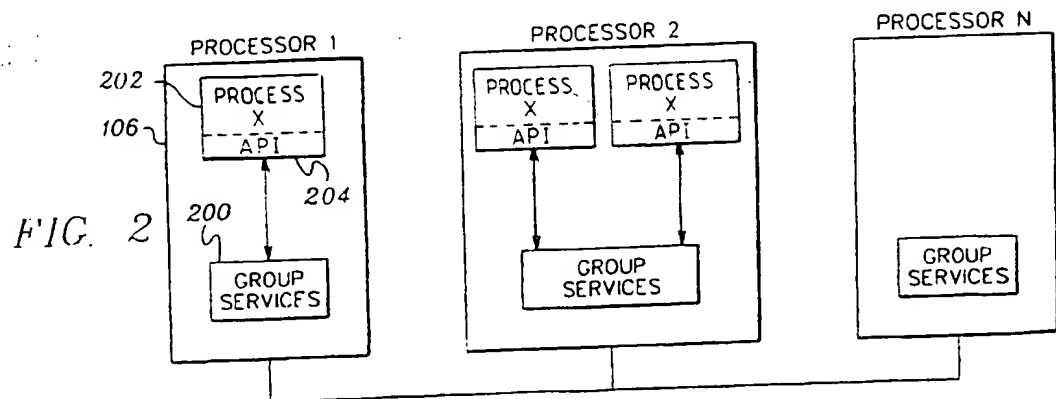 PROCESSOR 1
PROCESSOR 2
PROCESSOR N
202
PROCESS
X
API
PROCESS
X
API
PROCESS
X
API
106
204
FIG. 2
200
GROUP
SERVICES
GROUP
SERVICES
GROUP
SERVICES